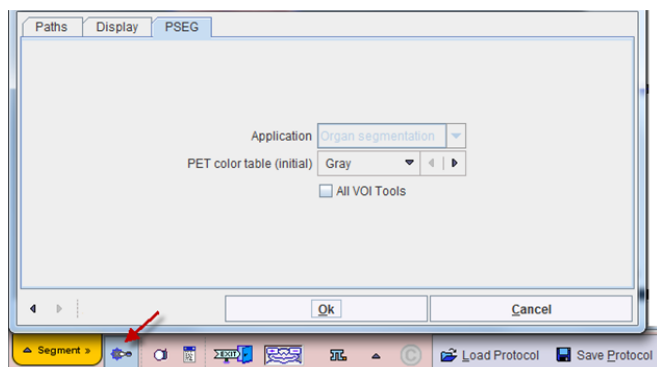 Paths Display PSEG
Application Organ segmentation
PET color table (initial) Gray
All VOI Tools
Ok Cancel
Segment » EXIT © Load Protocol Save Protocol